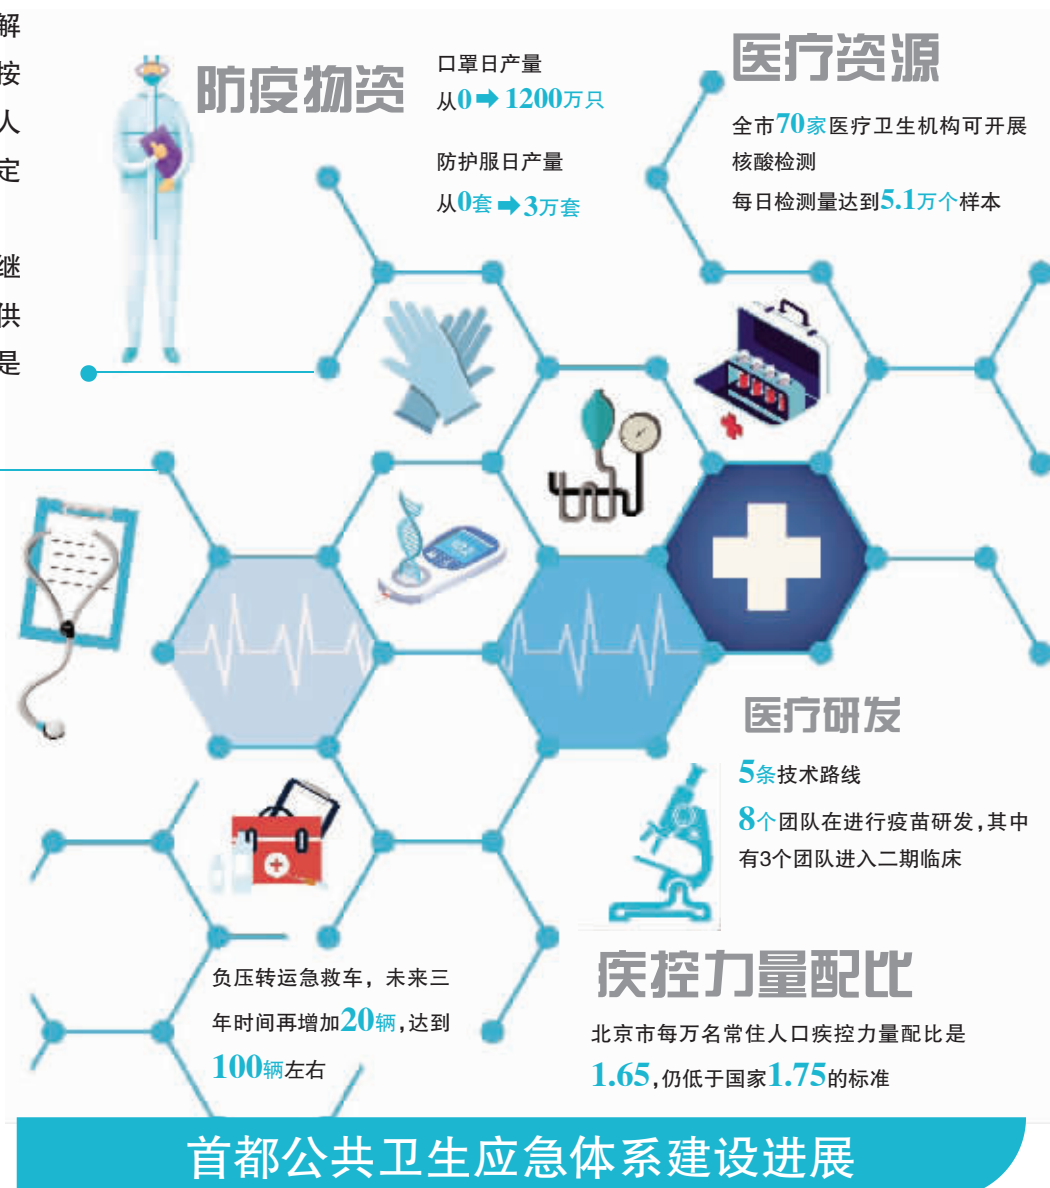 解
按
人
定
继
供
是
防疫物资
口罩日产量
从0➡1200万只
防护服日产量
从0套➡3万套
医疗资源
全市70家医疗卫生机构可开展
核酸检测
每日检测量达到5.1万个样本
医疗研发
5条技术路线
8个团队在进行疫苗研发,其中
有3个团队进入二期临床
负压转运急救车，未来三
年时间再增加20辆,达到
100辆左右
疾控力量配比
北京市每万名常住人口疾控力量配比是
1.65,仍低于国家1.75的标准
首都公共卫生应急体系建设进展